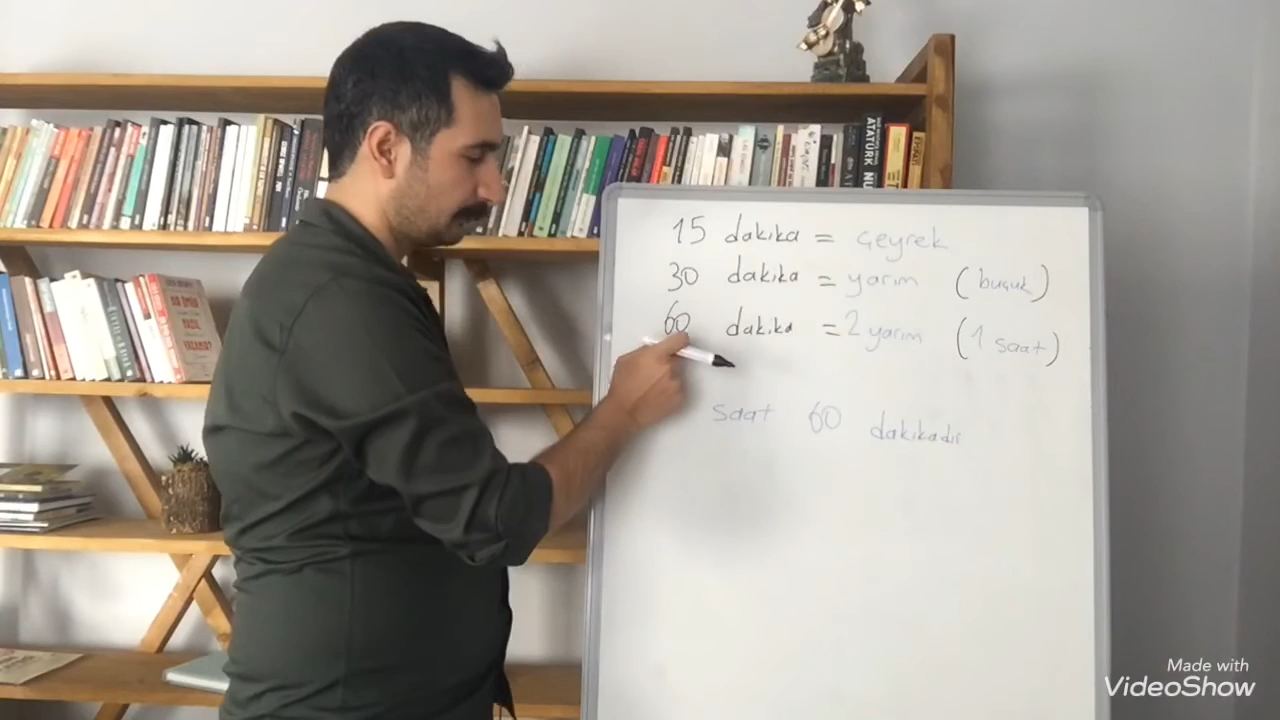 15 dakika = çeyrek
30 dakika = yarım (buçuk)
60 dakika = 2 yarım (1 saat)
saat 60 dakikadır
ATATÜRK
Made with
VideoShow